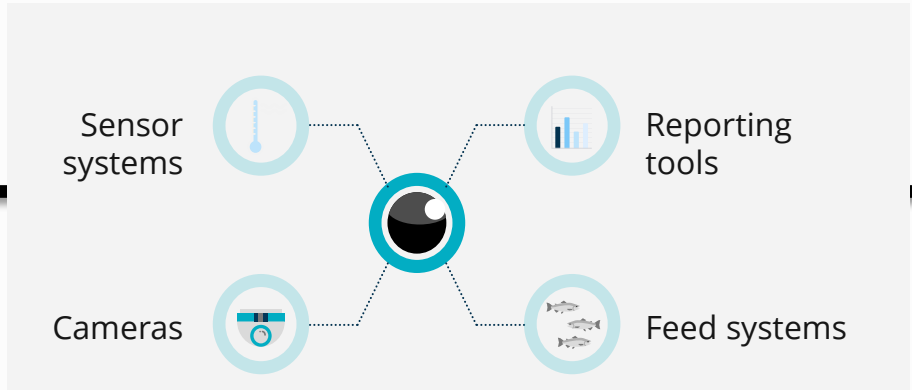 Sensor
systems
Reporting
tools
Cameras
Feed systems